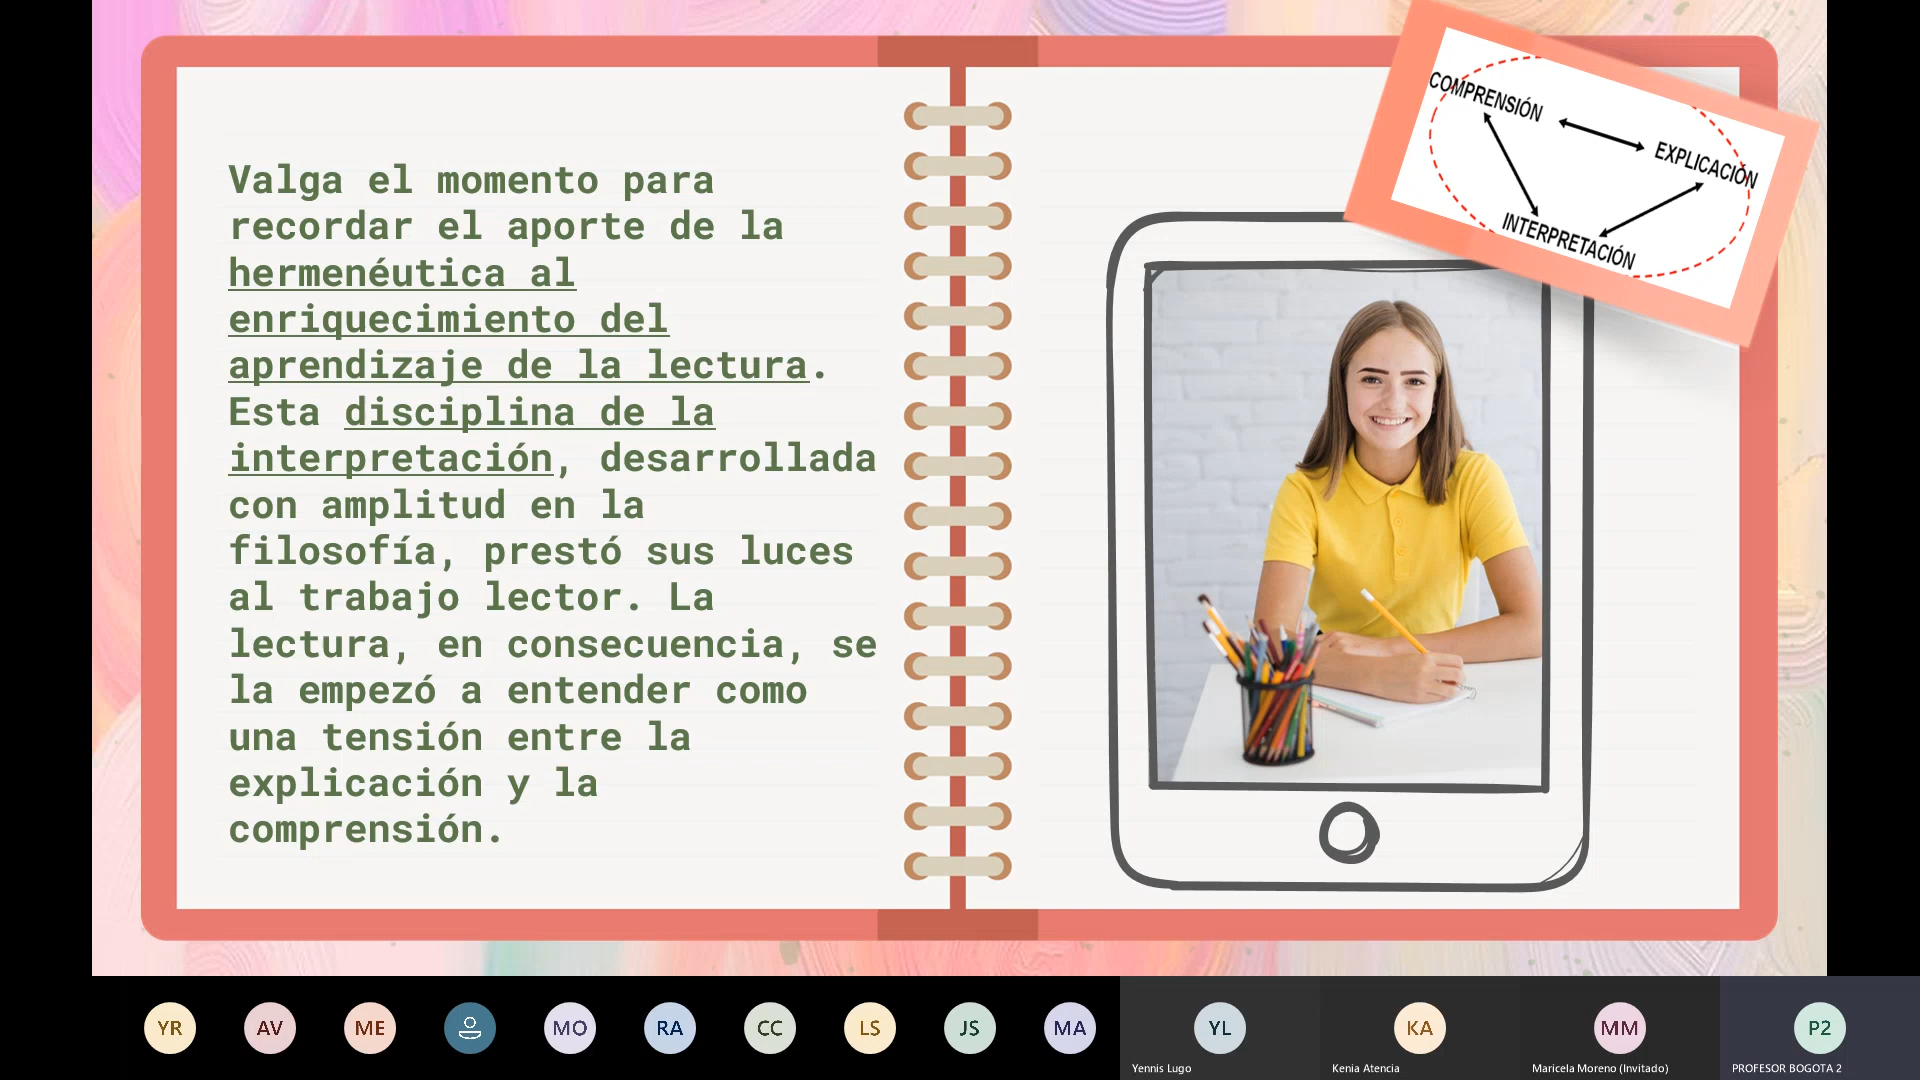 Valga el momento para
recordar el aporte de la
hermenéutica al
enriquecimiento del
aprendizaje de la lectura.
Esta disciplina de la
interpretación, desarrollada
con amplitud en la
filosofía, prestó sus luces
al trabajo lector. La
lectura, en consecuencia, se
la empezó a entender como
una tensión entre la
explicación y la
comprensión.
COMPRENSIÓN
EXPLICACIÓN
INTERPRETACIÓN
YR
AV
ME
MO
RA
CC
LS
JS
MA
YL
KA
MM
P2
Yennis Lugo
Kenia Atencia
Maricela Moreno (Invitado)
PROFESOR BOGOTA 2